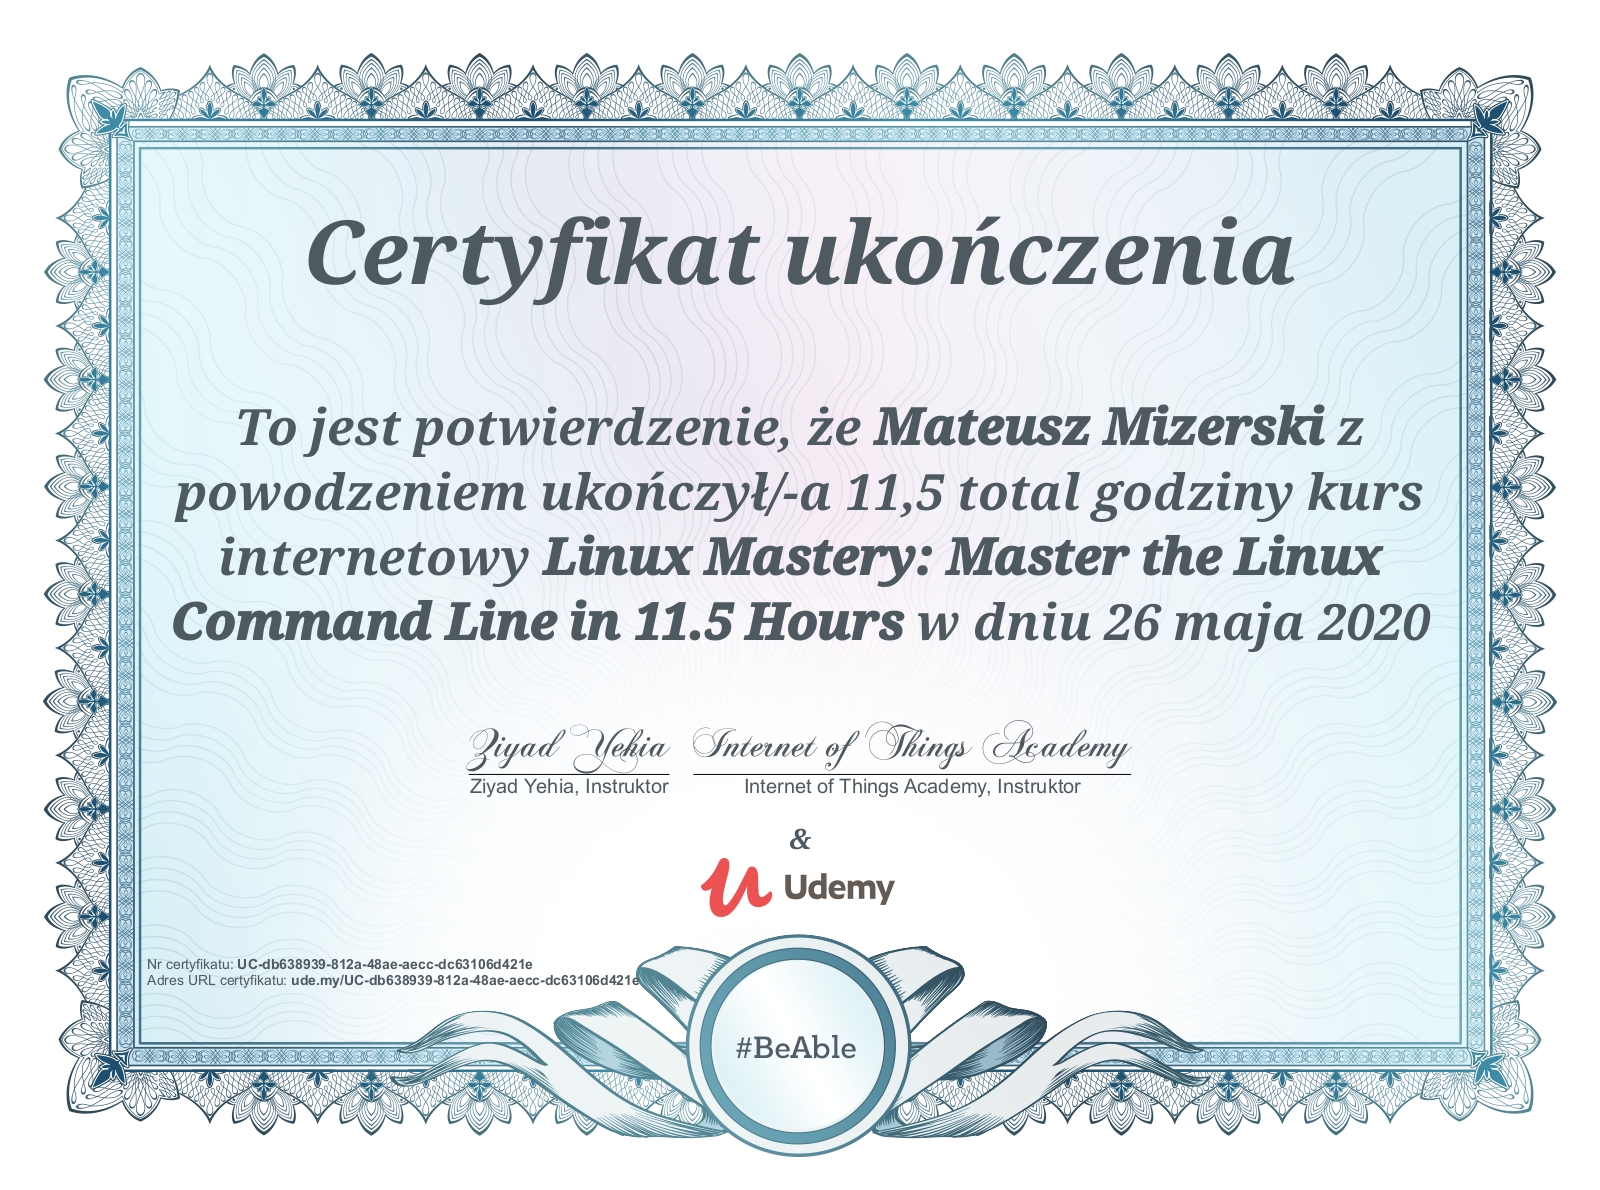 Certyfikat ukończenia
To jest potwierdzenie, że Mateusz Mizerski z
powodzeniem ukończył/-a 11,5 total godziny kurs
internetowy Linux Mastery: Master the Linux
Command Line in 11.5 Hours w dniu 26 maja 2020
Ziyad Yehia Internet of Things Academy
Ziyad Yehia, Instruktor Internet of Things Academy, Instruktor
&
Udemy
Nr certyfikatu: UC-db638939-812a-48ae-aecc-dc63106d421e
Adres URL certyfikatu: ude.my/UC-db638939-812a-48ae-aecc-dc63106d421e
#BeAble